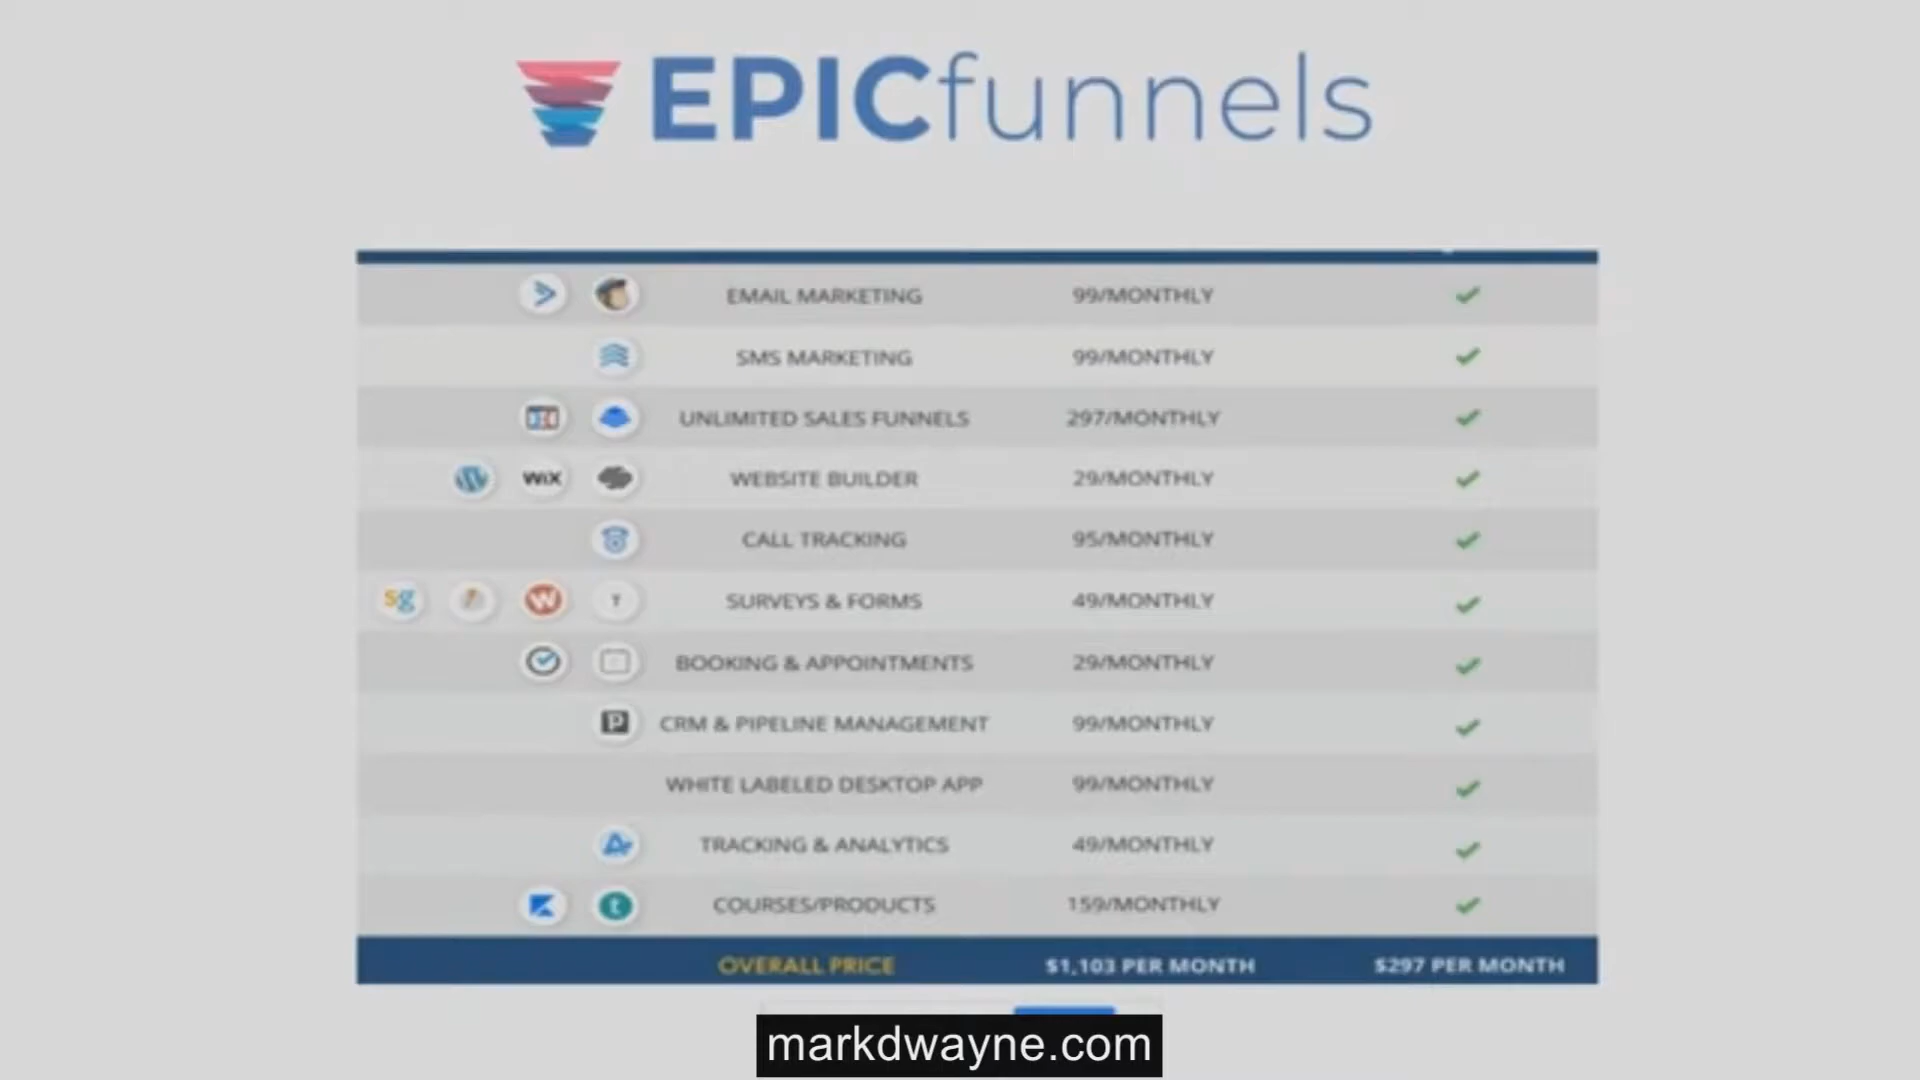 EPICfunnels
EMAIL MARKETING 99/MONTHLY
SMS MARKETING 99/MONTHLY
UNLIMITED SALES FUNNELS 297/MONTHLY
WiX WEBSITE BUILDER 29/MONTHLY
CALL TRACKING 95/MONTHLY
sg W T SURVEYS & FORMS 49/MONTHLY
BOOKING & APPOINTMENTS 29/MONTHLY
P CRM & PIPELINE MANAGEMENT 99/MONTHLY
WHITE LABELED DESKTOP APP 99/MONTHLY
TRACKING & ANALYTICS 49/MONTHLY
t COURSES/PRODUCTS 159/MONTHLY
OVERALL PRICE $1,103 PER MONTH $297 PER MONTH
markdwayne.com